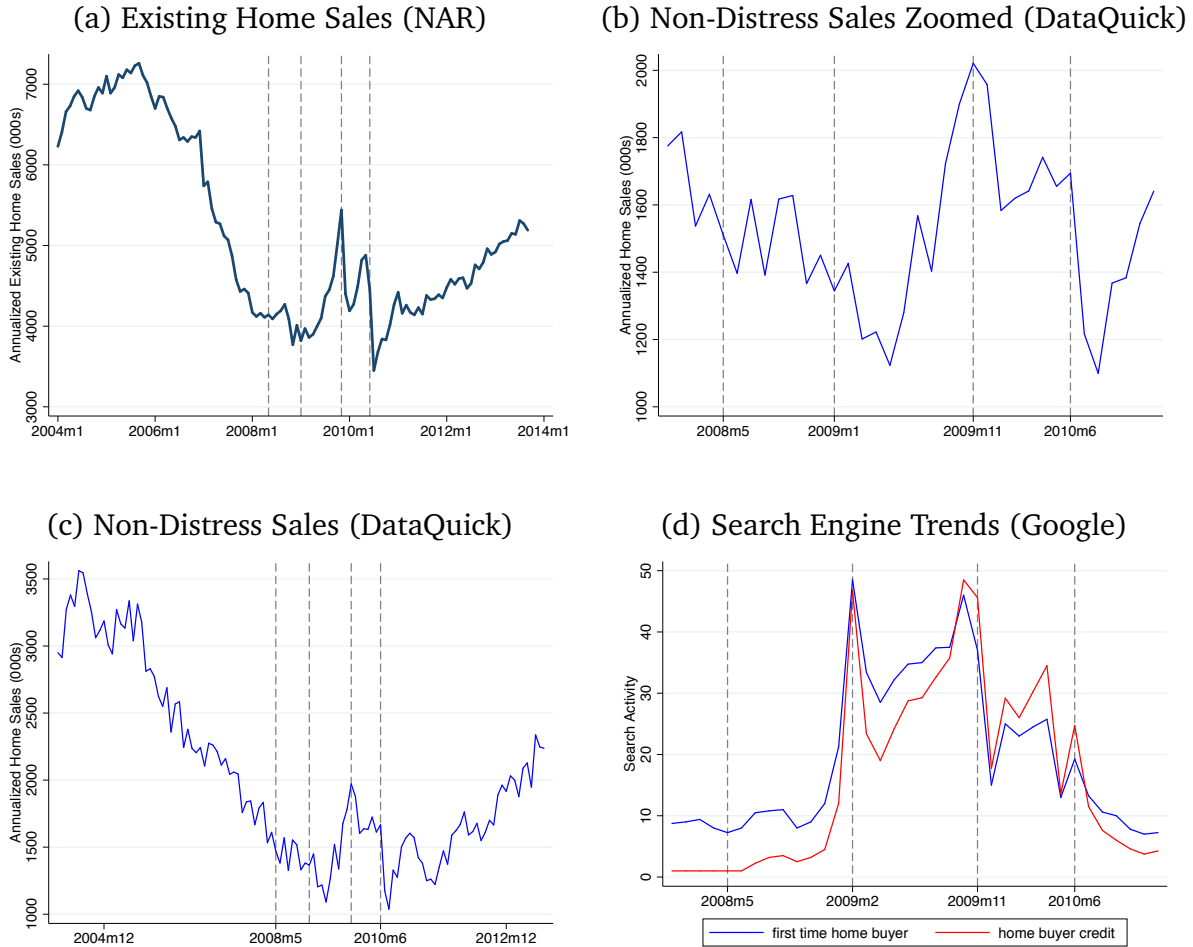 (a) Existing Home Sales (NAR)
Annualized Existing Home Sales (000s)
7000
6000
5000
4000
3000
2004m1 2006m1 2008m1 2010m1 2012m1 2014m1
(b) Non-Distress Sales Zoomed (DataQuick)
Annualized Home Sales (000s)
2000
1800
1600
1400
1200
1000
2008m5 2009m1 2009m11 2010m6
(c) Non-Distress Sales (DataQuick)
Annualized Home Sales (000s)
3500
3000
2500
2000
1500
1000
2004m12 2008m5 2010m6 2012m12
(d) Search Engine Trends (Google)
Search Activity
50
40
30
20
10
0
2008m5 2009m2 2009m11 2010m6
first time home buyer home buyer credit